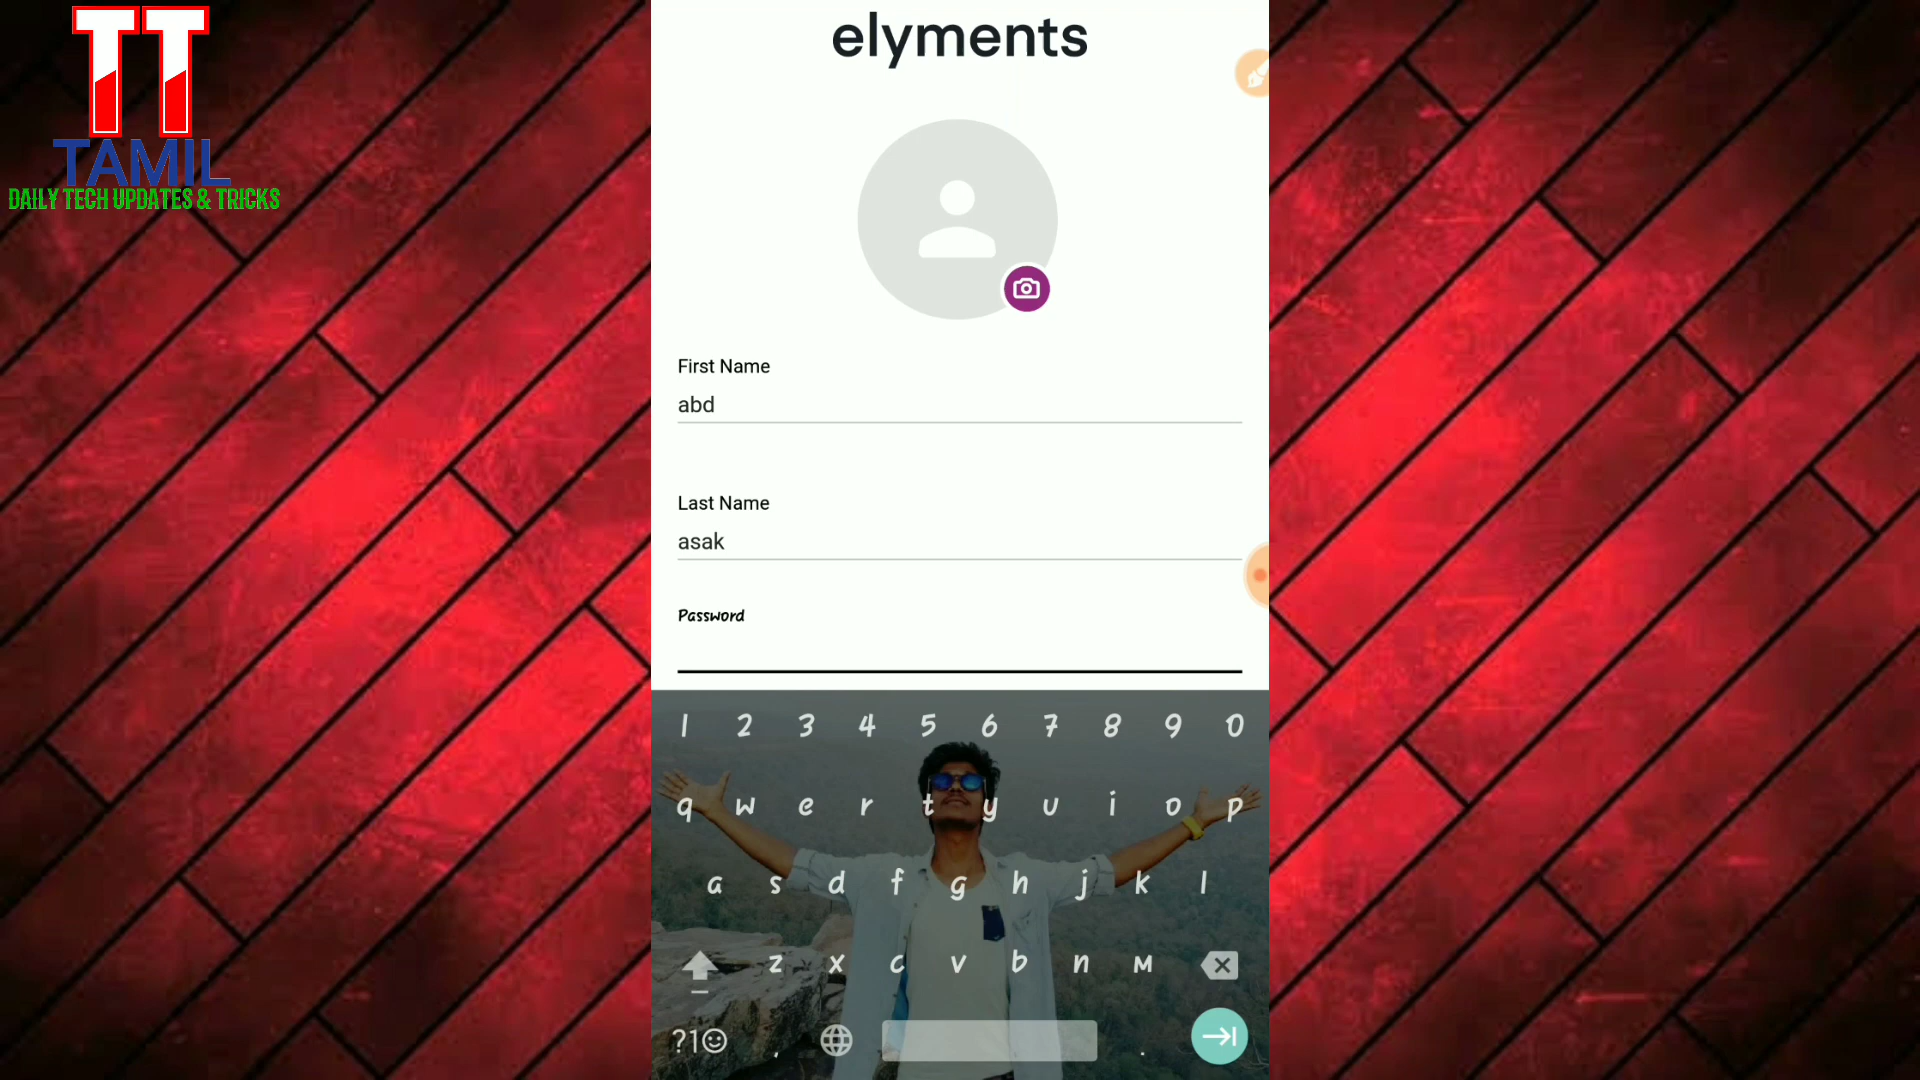 TT
TAMIL
DAILY TECH UPDATES & TRICKS
elyments
First Name
abd
Last Name
asak
Password
1 2 3 4 5 6 7 8 9 0
q w e r t y u i o p
a s d f g h j k l
z x c v b n m
?1☺ , .